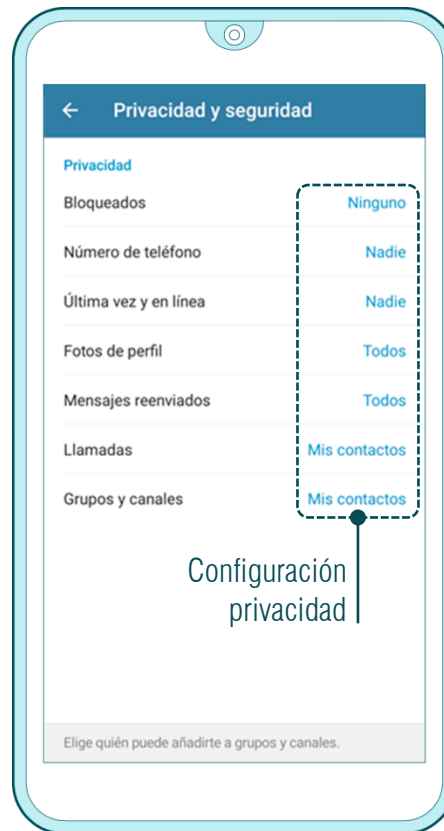 Privacidad y seguridad
Privacidad
Bloqueados Ninguno
Número de teléfono Nadie
Última vez y en línea Nadie
Fotos de perfil Todos
Mensajes reenviados Todos
Llamadas Mis contactos
Grupos y canales Mis contactos
Configuración
privacidad
Elige quién puede añadirte a grupos y canales.